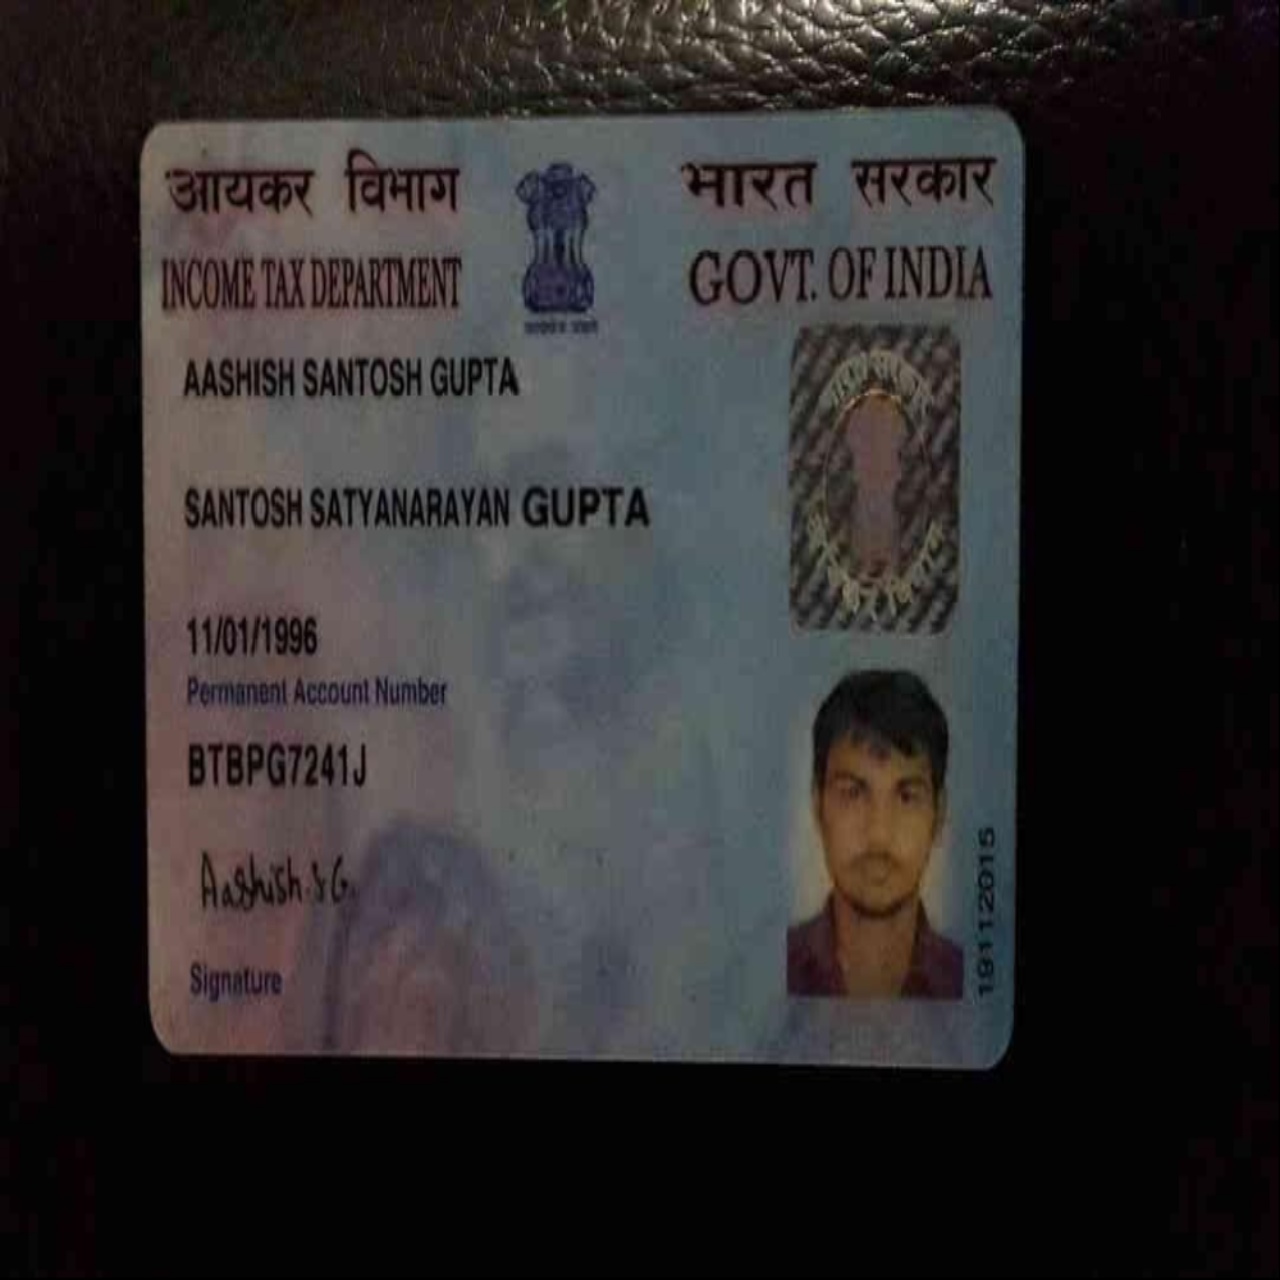 आयकर विभाग
भारत सरकार
INCOME TAX DEPARTMENT
GOVT. OF INDIA
सत्यमेव जयते
AASHISH SANTOSH GUPTA
SANTOSH SATYANARAYAN GUPTA
11/01/1996
Permanent Account Number
BTBPG7241J
Aashish.S G.
Signature
19112015